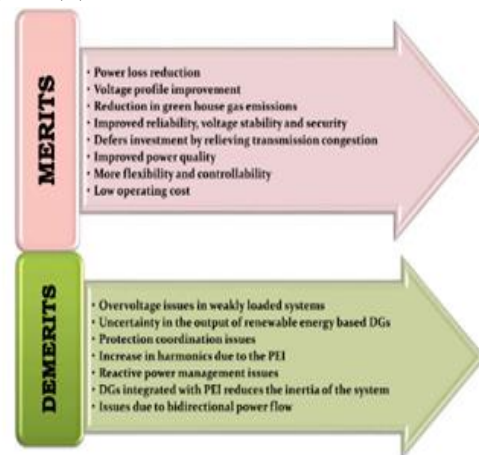 MERITS
• Power loss reduction
• Voltage profile improvement
• Reduction in green house gas emissions
• Improved reliability, voltage stability and security
• Defers investment by relieving transmission congestion
• Improved power quality
• More flexibility and controllability
• Low operating cost
DEMERITS
• Overvoltage issues in weakly loaded systems
• Uncertainty in the output of renewable energy based DGs
• Protection coordination issues
• Increase in harmonics due to the PEI
• Reactive power management issues
• DGs integrated with PEI reduces the inertia of the system
• Issues due to bidirectional power flow